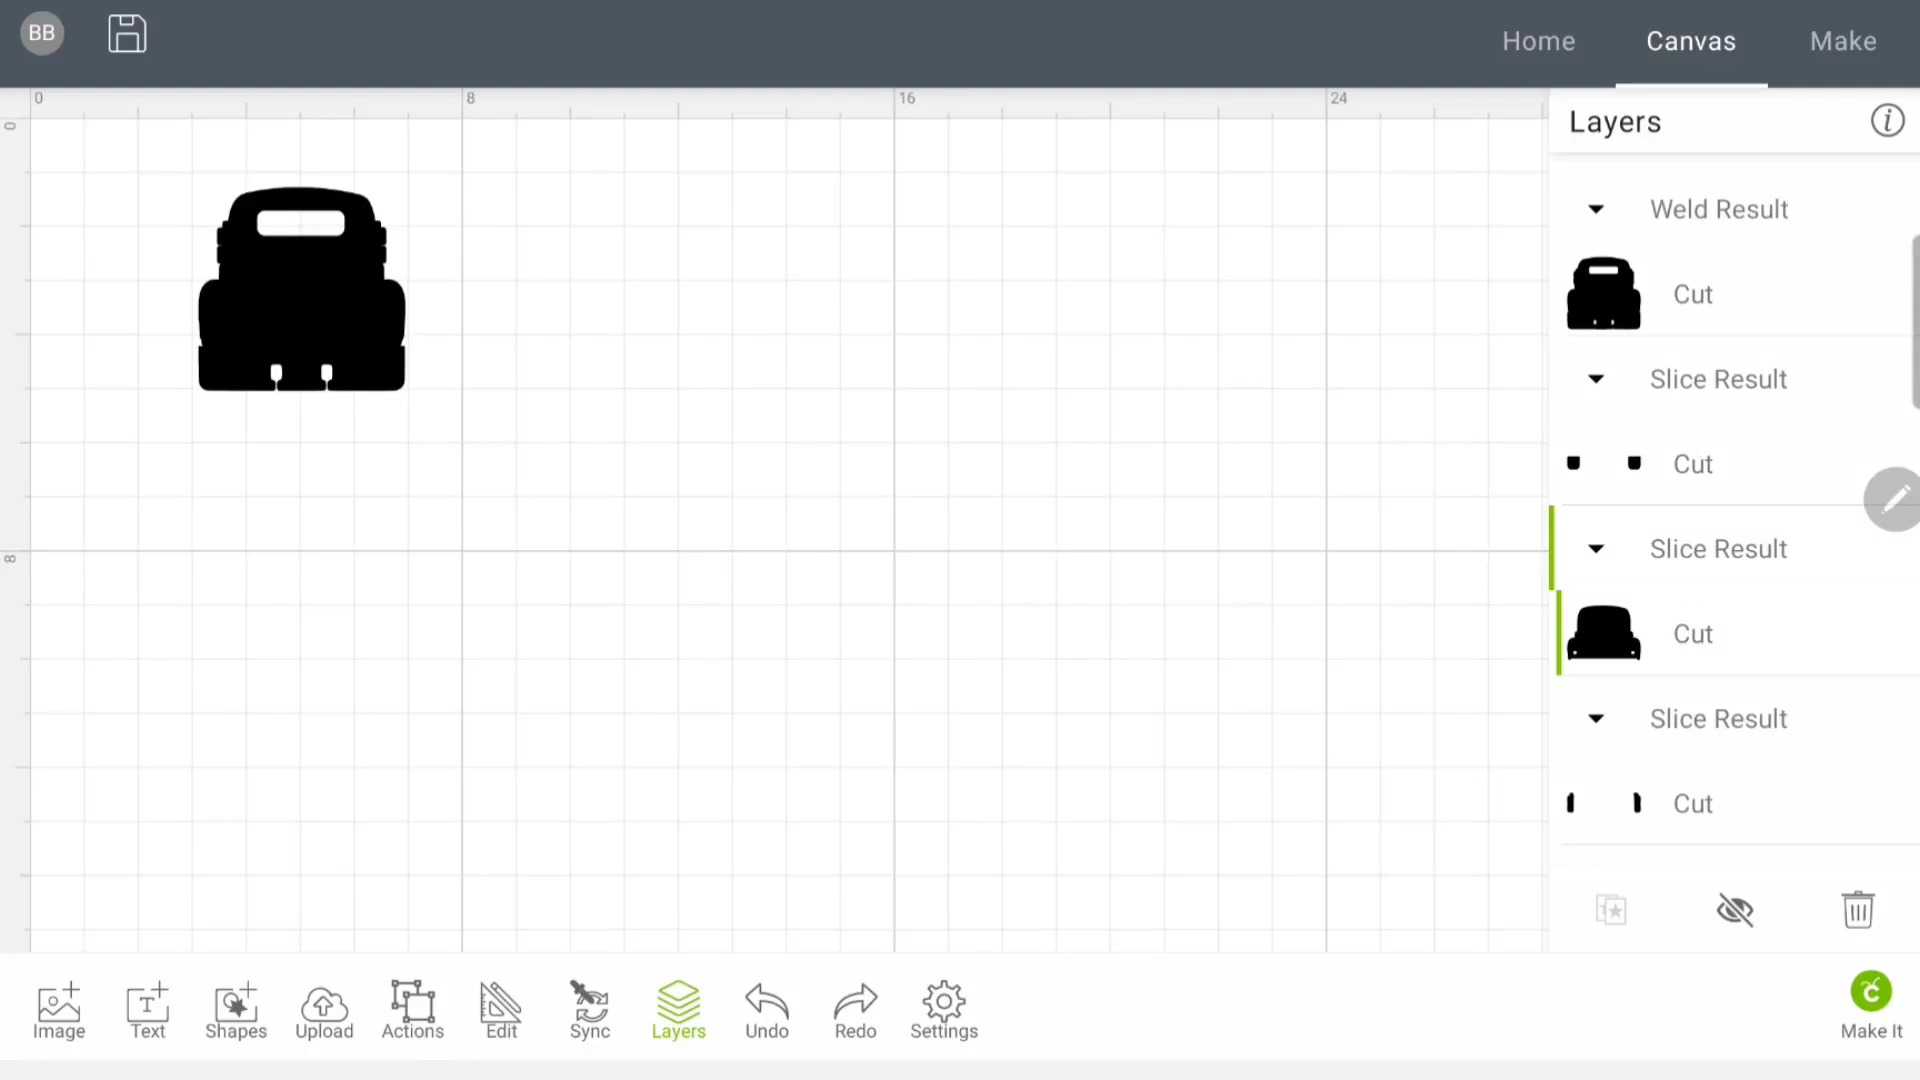 BB
Home
Canvas
Make
0
8
16
24
0
8
Layers
Weld Result
Cut
Slice Result
Cut
Slice Result
Cut
Slice Result
Cut
Image
Text
Shapes
Upload
Actions
Edit
Sync
Layers
Undo
Redo
Settings
Make It